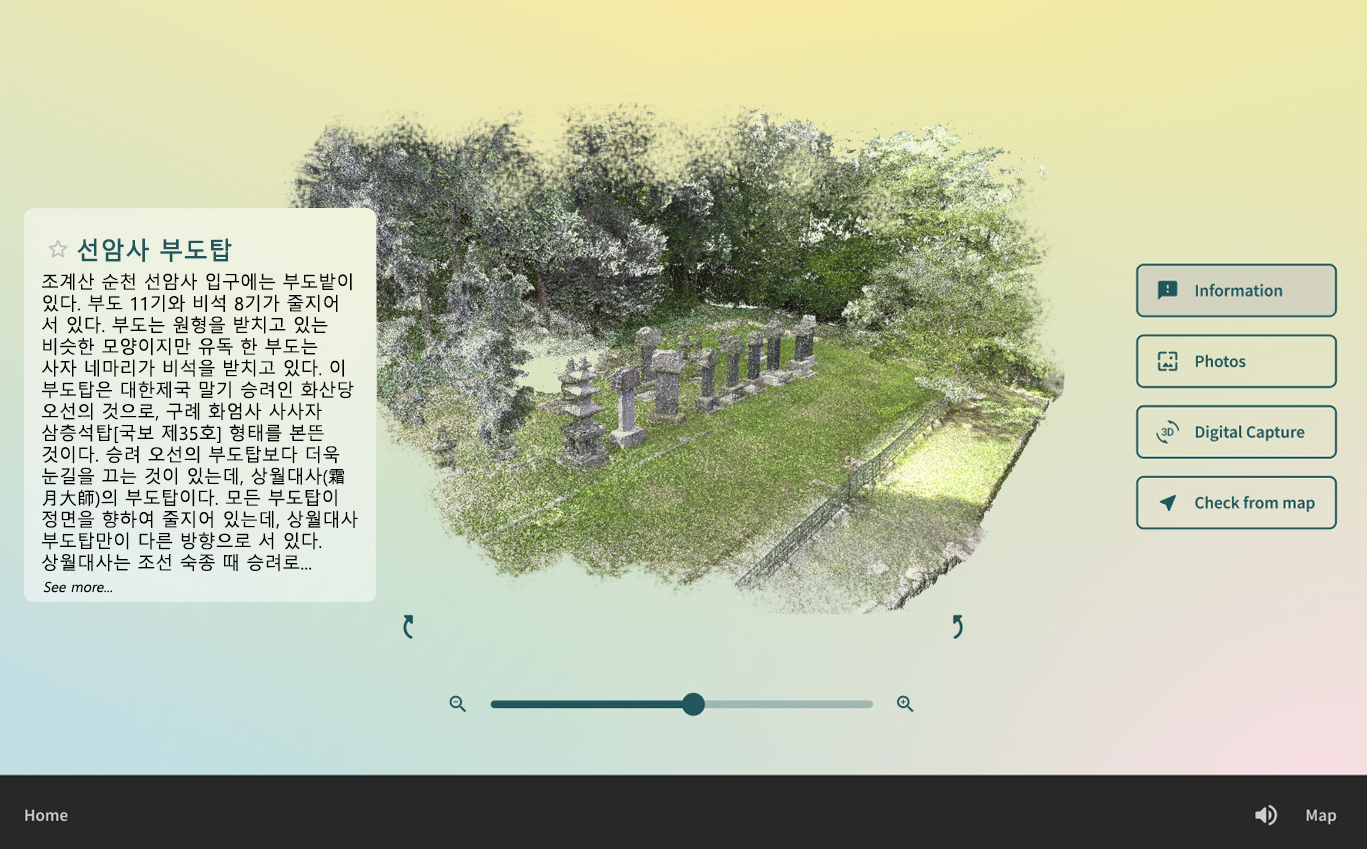 선암사 부도탑
조계산 순천 선암사 입구에는 부도밭이
있다. 부도 11기와 비석 8기가 줄지어
서 있다. 부도는 원형을 받치고 있는
비슷한 모양이지만 유독 한 부도는
사자 네마리가 비석을 받치고 있다. 이
부도탑은 대한제국 말기 승려인 화산당
오선의 것으로, 구례 화엄사 사사자
삼층석탑[국보 제35호] 형태를 본뜬
것이다. 승려 오선의 부도탑보다 더욱
눈길을 끄는 것이 있는데, 상월대사(霜
月大師)의 부도탑이다. 모든 부도탑이
정면을 향하여 줄지어 있는데, 상월대사
부도탑만이 다른 방향으로 서 있다.
상월대사는 조선 숙종 때 승려로...
See more...
Information
Photos
3D Digital Capture
Check from map
Home
Map